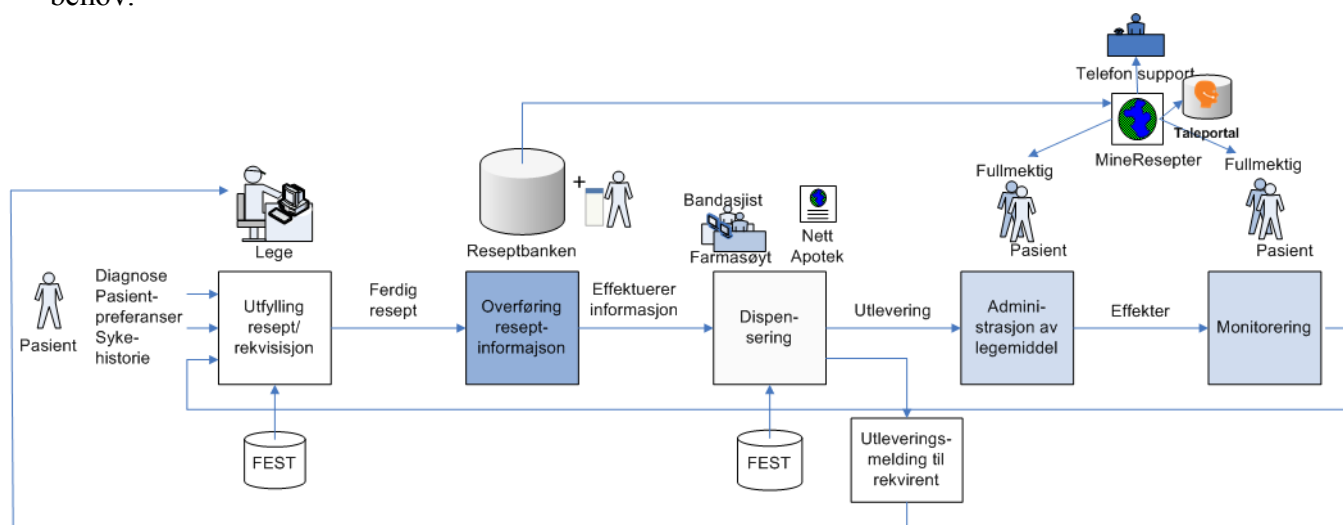 behov.
Telefon support
Taleportal
MineResepter
Fullmektig
Pasient
Fullmektig
Pasient
Lege
+
Reseptbanken
Bandasjist
Farmasøyt
Nett
Apotek
Pasient
Diagnose
Pasient-
preferanser
Syke-
historie
Utfylling
resept/
rekvisisjon
Ferdig
resept
Overføring
resept-
informajson
Effektuerer
informasjon
Dispen-
sering
Utlevering
Admini-
strasjon av
legemiddel
Effekter
Monitorering
FEST
FEST
Utleverings-
melding til
rekvirent